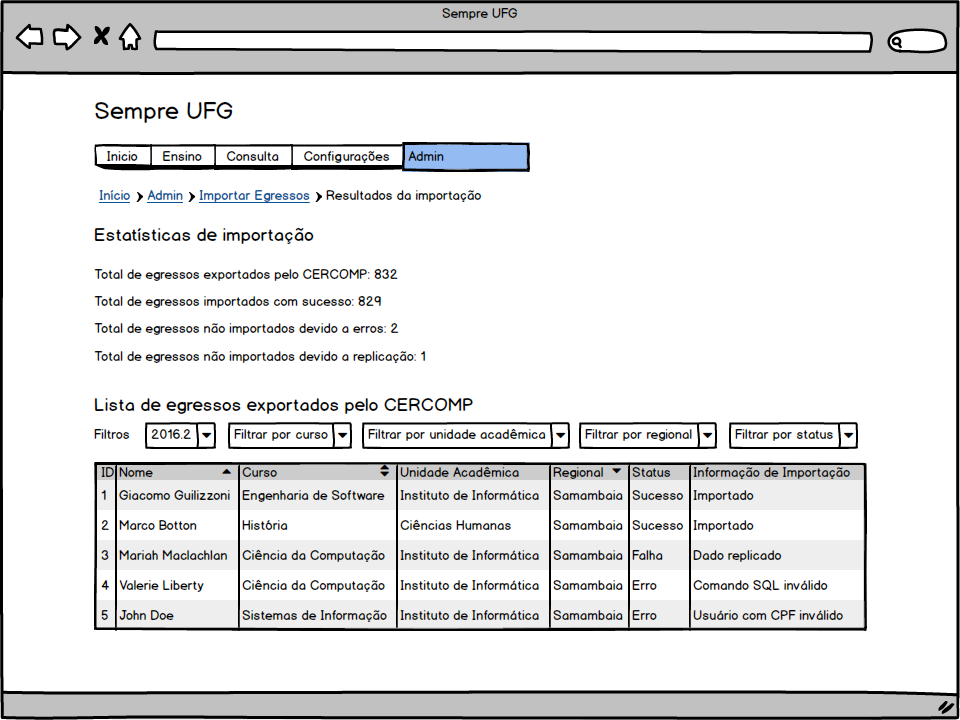 Sempre UFG
Sempre UFG
Inicio Ensino Consulta Configurações Admin
Início Admin Importar Egressos Resultados da importação
Estatísticas de importação
Total de egressos exportados pelo CERCOMP: 832
Total de egressos importados com sucesso: 829
Total de egressos não importados devido a erros: 2
Total de egressos não importados devido a replicação: 1
Lista de egressos exportados pelo CERCOMP
Filtros 2016.2 Filtrar por curso Filtrar por unidade acadêmica Filtrar por regional Filtrar por status
ID Nome Curso Unidade Acadêmica Regional Status Informação de Importação
1 Giacomo Guilizzoni Engenharia de Software Instituto de Informática Samambaia Sucesso Importado
2 Marco Botton História Ciências Humanas Samambaia Sucesso Importado
3 Mariah Maclachlan Ciência da Computação Instituto de Informática Samambaia Falha Dado replicado
4 Valerie Liberty Ciência da Computação Instituto de Informática Samambaia Erro Comando SQL inválido
5 John Doe Sistemas de Informação Instituto de Informática Samambaia Erro Usuário com CPF inválido